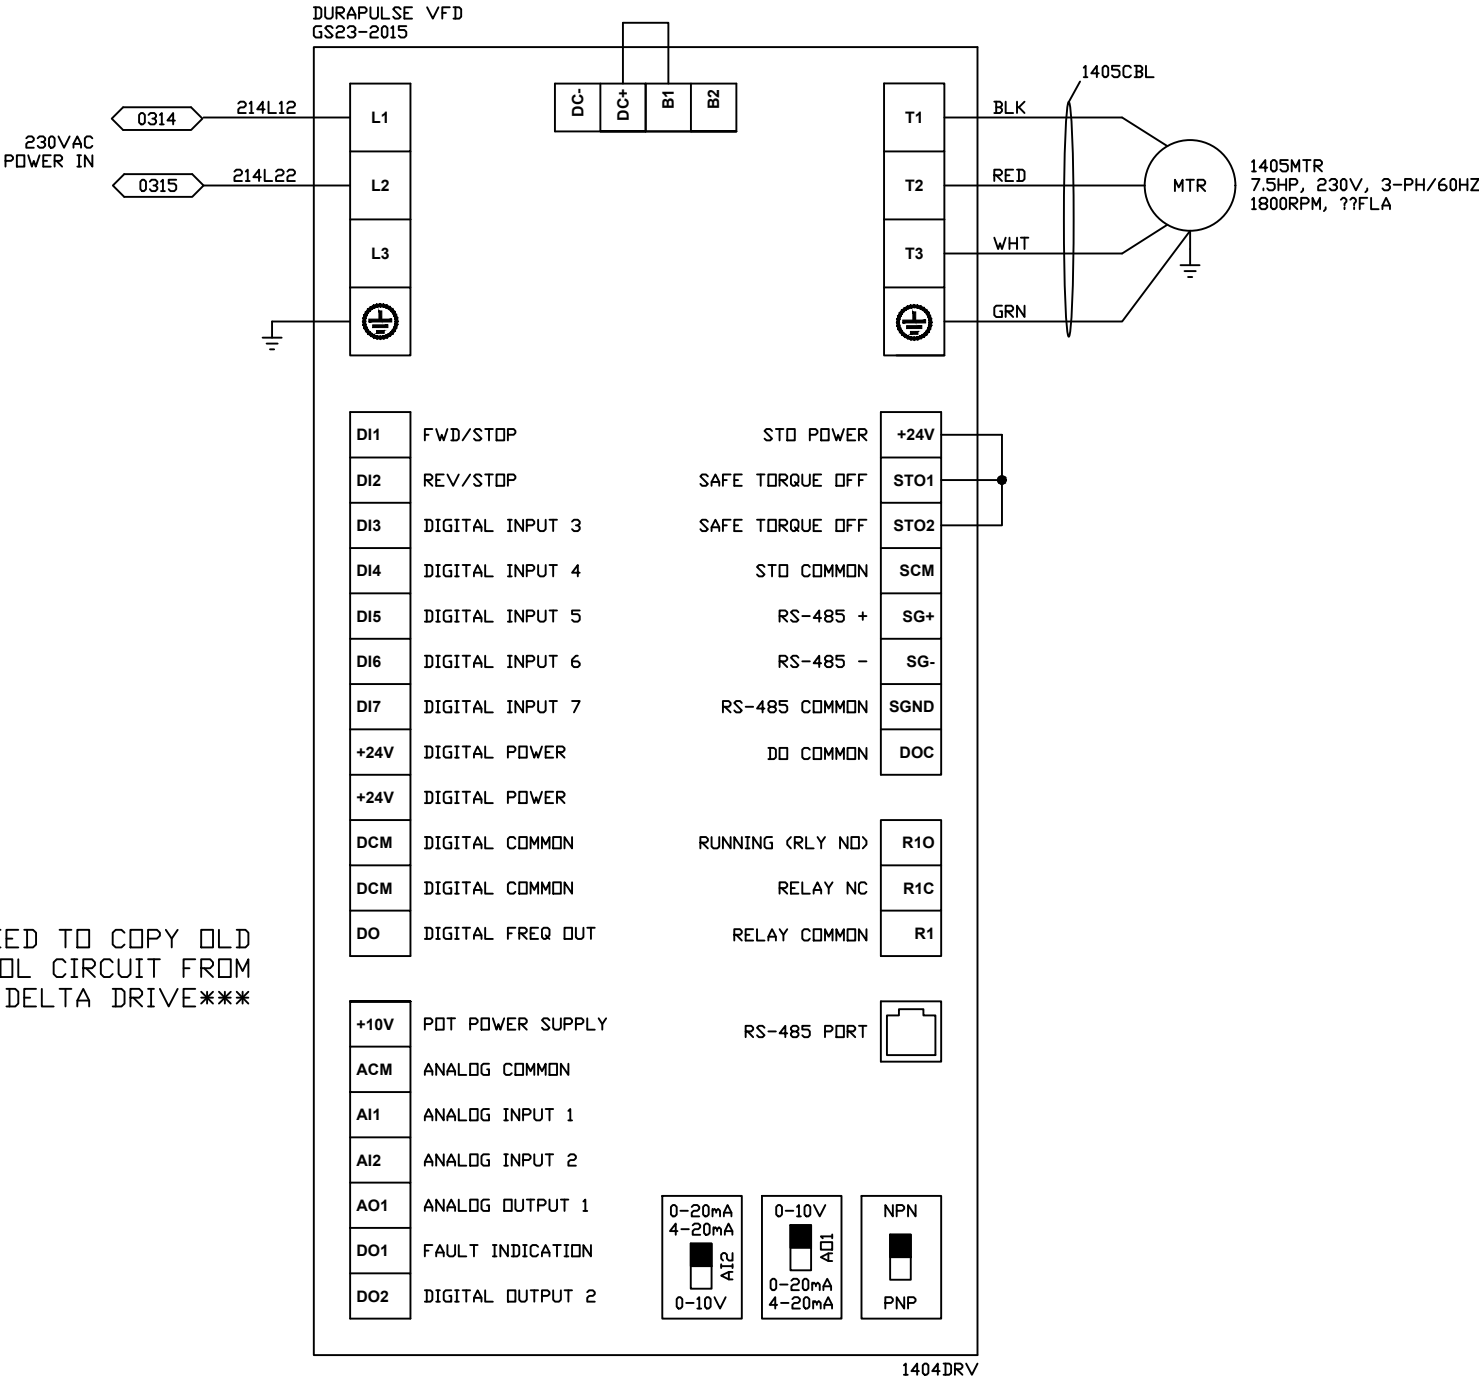 DURAPULSE VFD
GS23-2015
DC-
DC+
B1
B2
230VAC
POWER IN
0314
214L12
L1
0315
214L22
L2
L3
T1
BLK
T2
RED
T3
WHT
GRN
1405CBL
MTR
1405MTR
7.5HP, 230V, 3-PH/60HZ
1800RPM, ??FLA
DI1 FWD/STOP
DI2 REV/STOP
DI3 DIGITAL INPUT 3
DI4 DIGITAL INPUT 4
DI5 DIGITAL INPUT 5
DI6 DIGITAL INPUT 6
DI7 DIGITAL INPUT 7
+24V DIGITAL POWER
+24V DIGITAL POWER
DCM DIGITAL COMMON
DCM DIGITAL COMMON
DO DIGITAL FREQ OUT
STO POWER +24V
SAFE TORQUE OFF STO1
SAFE TORQUE OFF STO2
STO COMMON SCM
RS-485 + SG+
RS-485 - SG-
RS-485 COMMON SGND
DO COMMON DOC
RUNNING (RLY NO) R1O
RELAY NC R1C
RELAY COMMON R1
TO COPY OLD
CIRCUIT FROM
DELTA DRIVE***
+10V POT POWER SUPPLY
ACM ANALOG COMMON
AI1 ANALOG INPUT 1
AI2 ANALOG INPUT 2
AO1 ANALOG OUTPUT 1
DO1 FAULT INDICATION
DO2 DIGITAL OUTPUT 2
RS-485 PORT
0-20mA
4-20mA
AI2
0-10V
0-10V
AO1
0-20mA
4-20mA
NPN
PNP
1404DRV